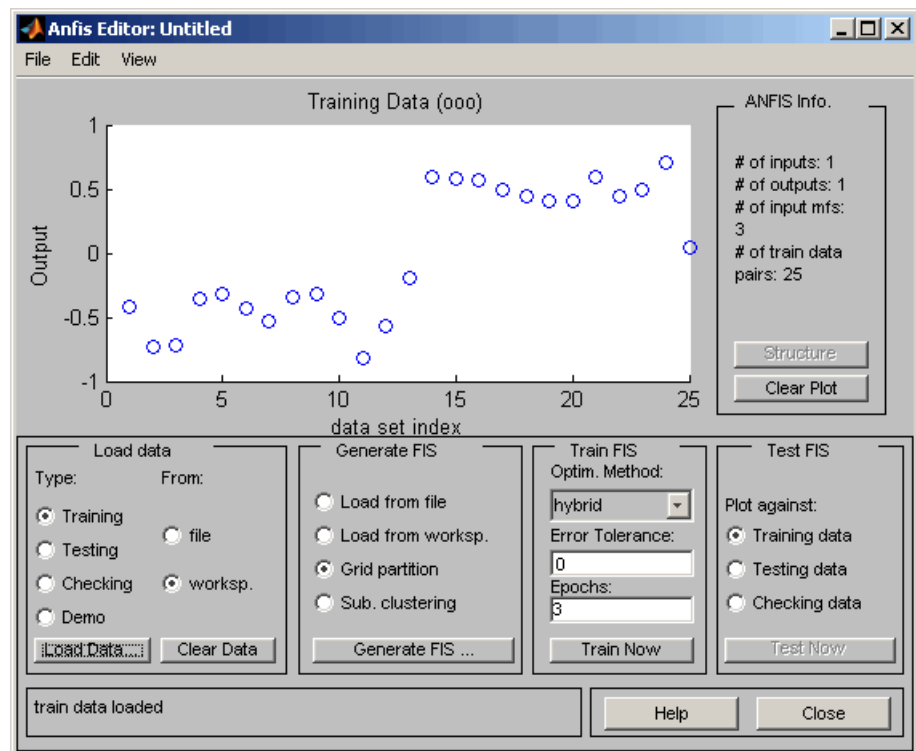 Anfis Editor: Untitled
File Edit View
Training Data (ooo)
1
0.5
0
-0.5
-1
Output
0 5 10 15 20 25
data set index
ANFIS Info.
# of inputs: 1
# of outputs: 1
# of input mfs:
3
# of train data
pairs: 25
Structure
Clear Plot
Load data
Type: From:
Training
Testing
Checking
Demo
file
worksp.
Load Data...
Clear Data
Generate FIS
Load from file
Load from worksp.
Grid partition
Sub. clustering
Generate FIS ...
Train FIS
Optim. Method:
hybrid
Error Tolerance:
0
Epochs:
3
Train Now
Test FIS
Plot against:
Training data
Testing data
Checking data
Test Now
train data loaded
Help
Close